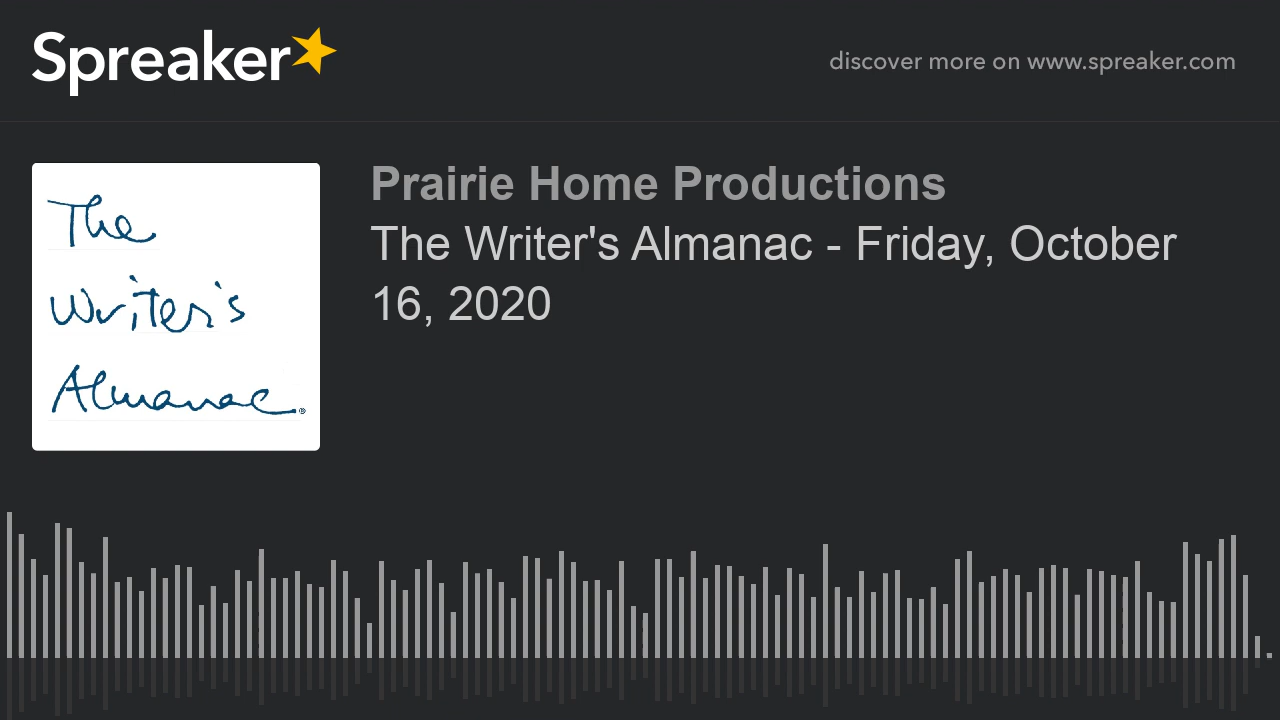 Spreaker
discover more on www.spreaker.com
The
Writer's
Almanac®
Prairie Home Productions
The Writer's Almanac - Friday, October
16, 2020